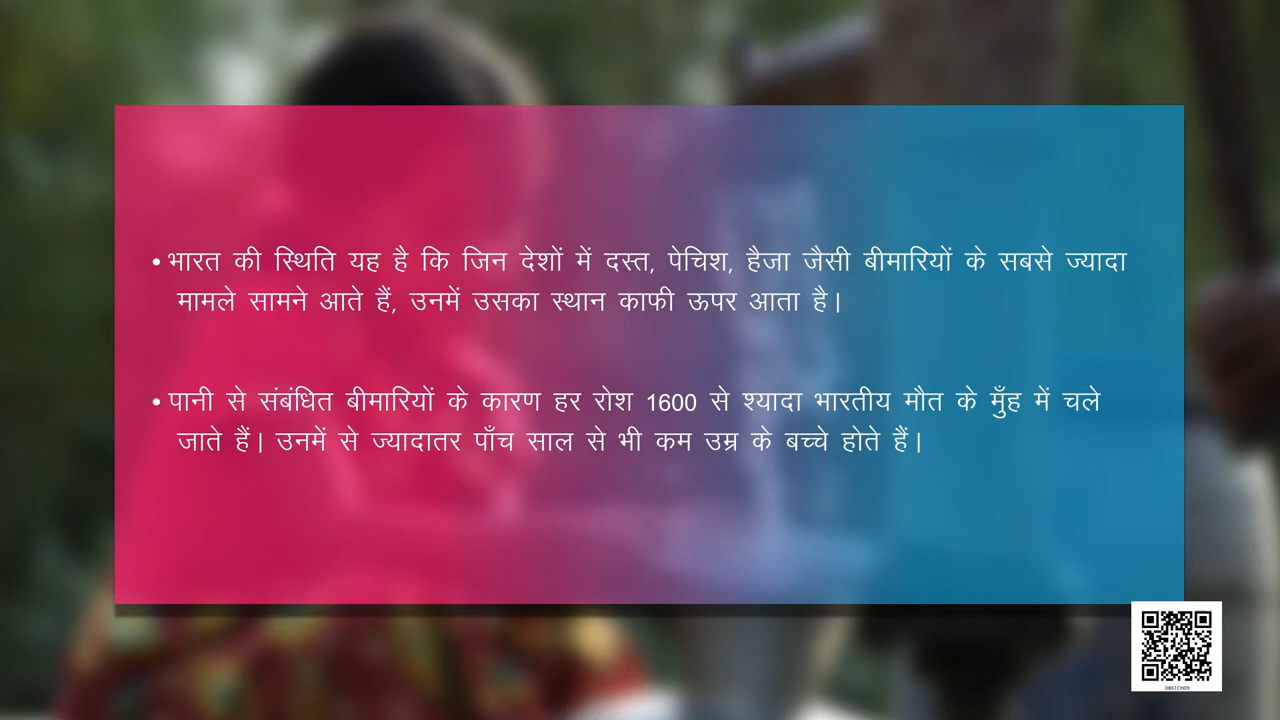 • भारत की स्थिति यह है कि जिन देशों में दस्त, पेचिश, हैजा जैसी बीमारियों के सबसे ज्यादा
मामले सामने आते हैं, उनमें उसका स्थान काफी ऊपर आता है।
• पानी से संबंधित बीमारियों के कारण हर रोश 1600 से श्यादा भारतीय मौत के मुँह में चले
जाते हैं। उनमें से ज्यादातर पाँच साल से भी कम उम्र के बच्चे होते हैं।
0861CH09